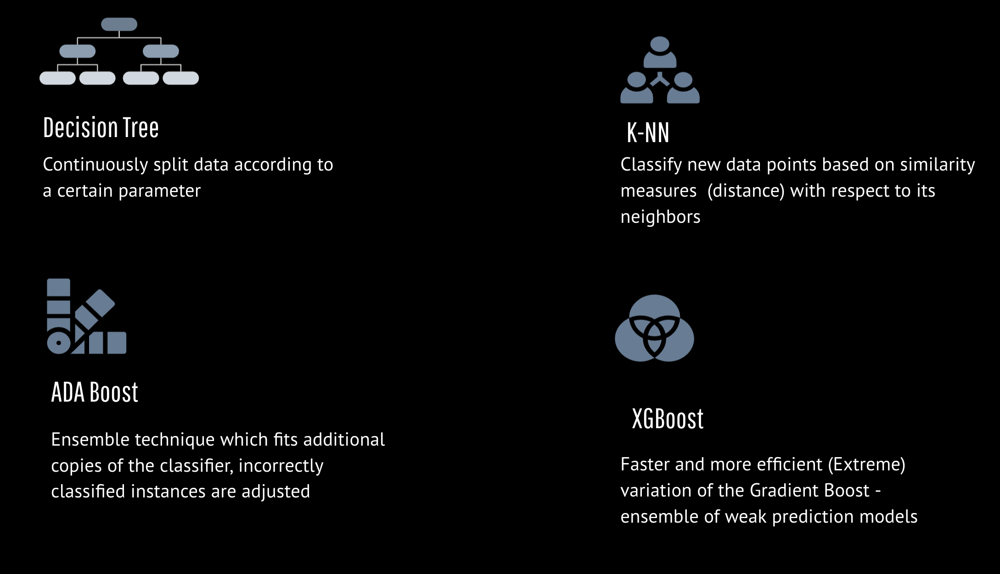 Decision Tree
Continuously split data according to
a certain parameter
K-NN
Classify new data points based on similarity
measures  (distance) with respect to its
neighbors
ADA Boost
Ensemble technique which fits additional
copies of the classifier, incorrectly
classified instances are adjusted
XGBoost
Faster and more efficient (Extreme)
variation of the Gradient Boost -
ensemble of weak prediction models